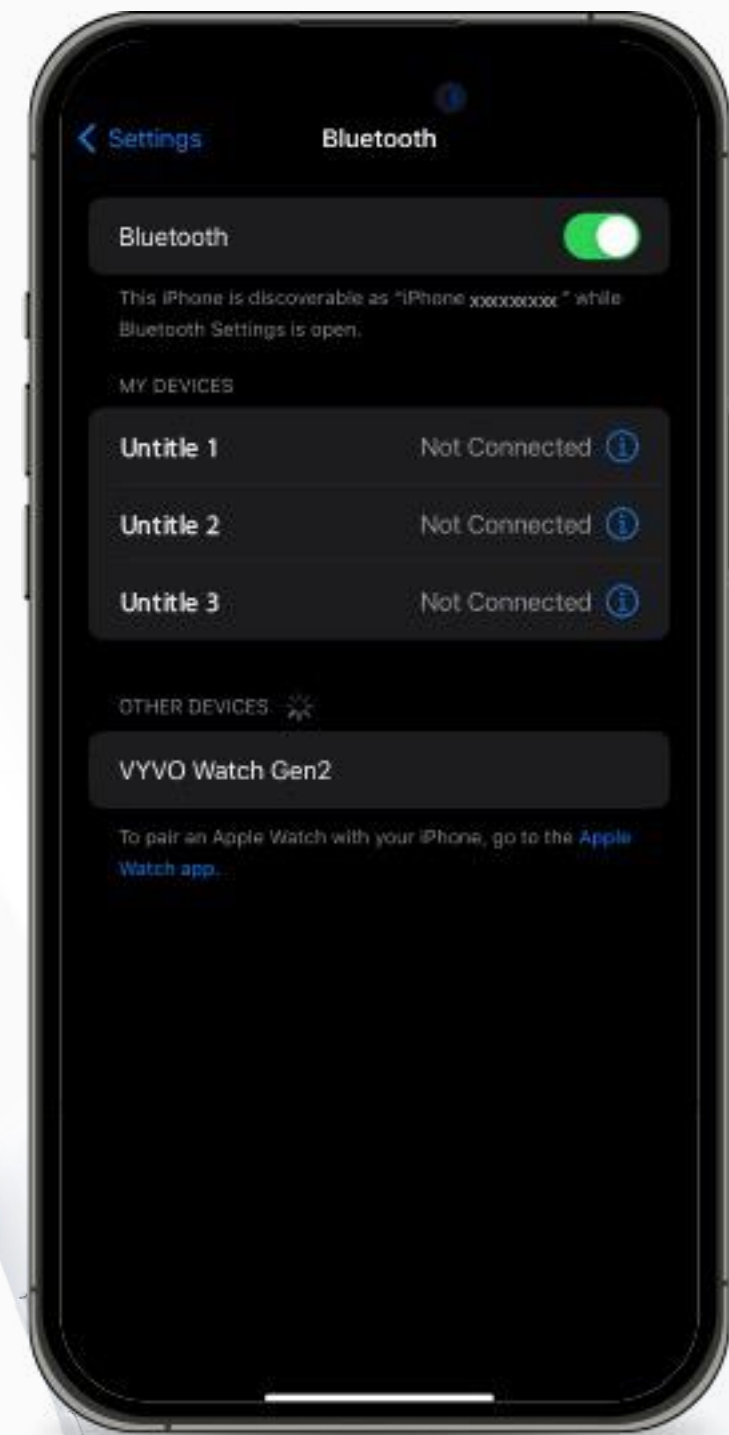 Settings
Bluetooth
Bluetooth
This iPhone is discoverable as "iPhone xxxxxxxxx " while
Bluetooth Settings is open.
MY DEVICES
Untitle 1 Not Connected
Untitle 2 Not Connected
Untitle 3 Not Connected
OTHER DEVICES
VYVO Watch Gen2
To pair an Apple Watch with your iPhone, go to the Apple
Watch app.